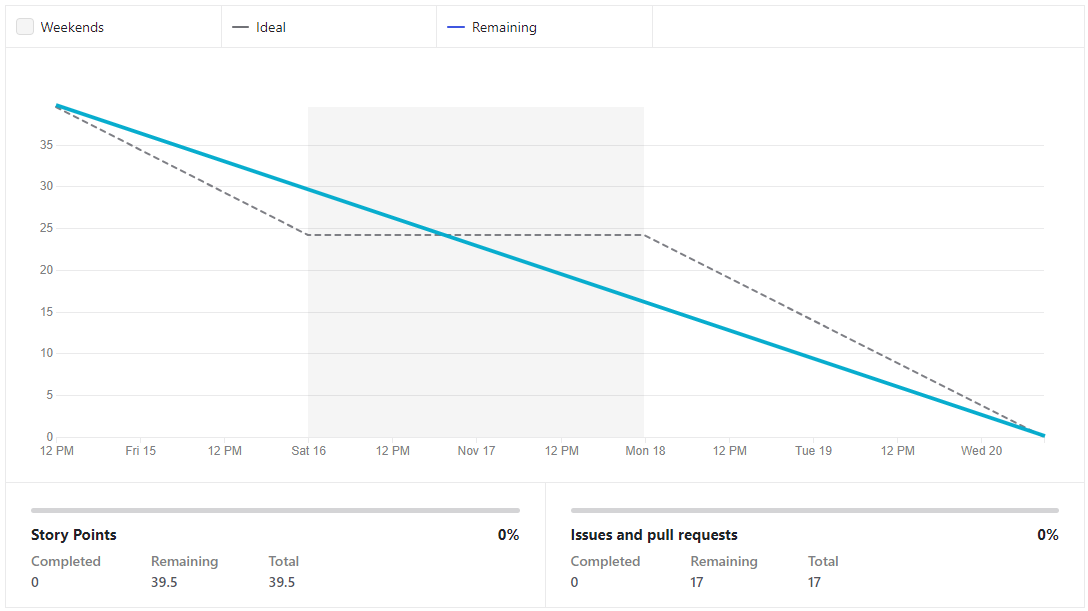 Weekends Ideal Remaining
35
30
25
20
15
10
5
0
12 PM Fri 15 12 PM Sat 16 12 PM Nov 17 12 PM Mon 18 12 PM Tue 19 12 PM Wed 20
Story Points 0%
Completed Remaining Total
0 39.5 39.5
Issues and pull requests 0%
Completed Remaining Total
0 17 17